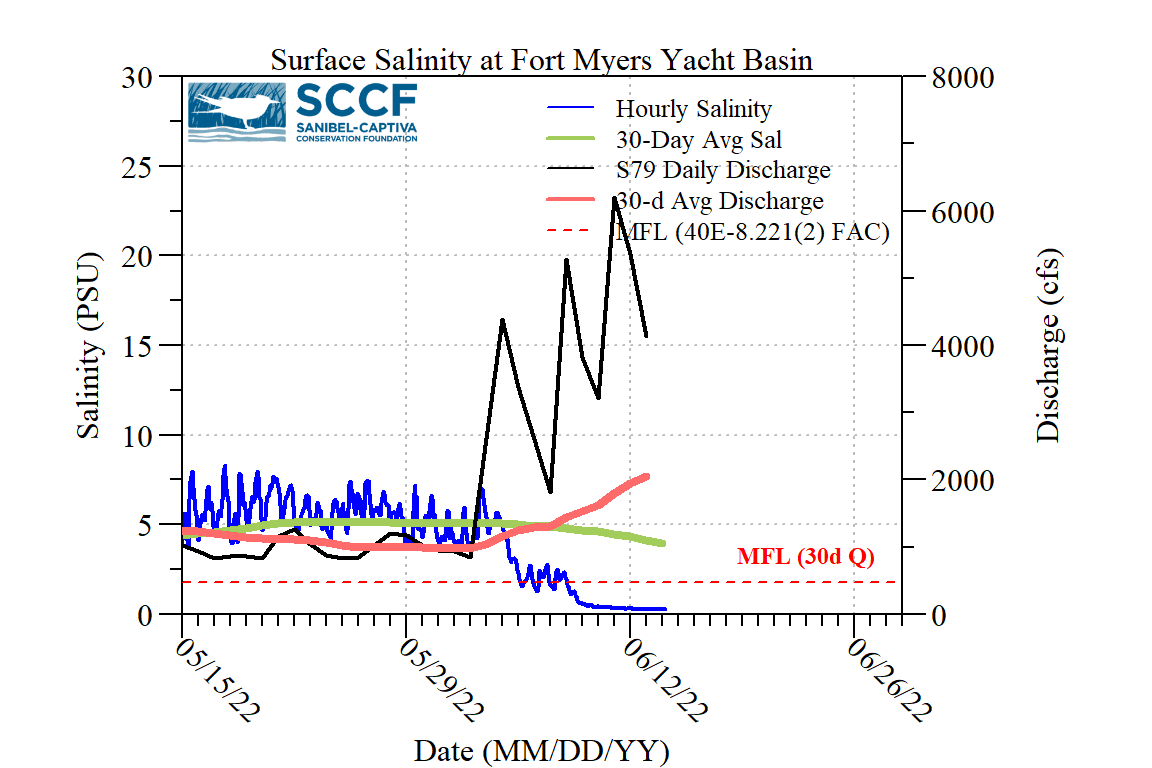 Surface Salinity at Fort Myers Yacht Basin
SCCF
SANIBEL-CAPTIVA
CONSERVATION FOUNDATION
Hourly Salinity
30-Day Avg Sal
S79 Daily Discharge
30-d Avg Discharge
MFL (40E-8.221(2) FAC)
30
25
20
15
10
5
0
Salinity (PSU)
8000
6000
4000
2000
0
Discharge (cfs)
MFL (30d Q)
05/15/22
05/29/22
06/12/22
06/26/22
Date (MM/DD/YY)